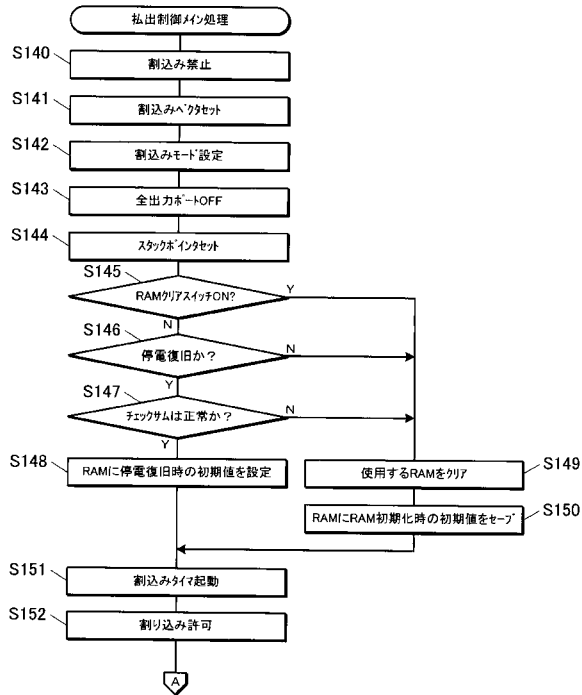 払出制御メイン処理
S140
割込み禁止
S141
割込みベクタセット
S142
割込みモード設定
S143
全出力ポートOFF
S144
スタックポインタセット
S145
RAMクリアスイッチON?
Y
N
S146
停電復旧か？
N
Y
S147
チェックサムは正常か？
N
Y
S148
RAMに停電復旧時の初期値を設定
使用するRAMをクリア
S149
RAMにRAM初期化時の初期値をセーブ
S150
S151
割込みタイマ起動
S152
割り込み許可
A